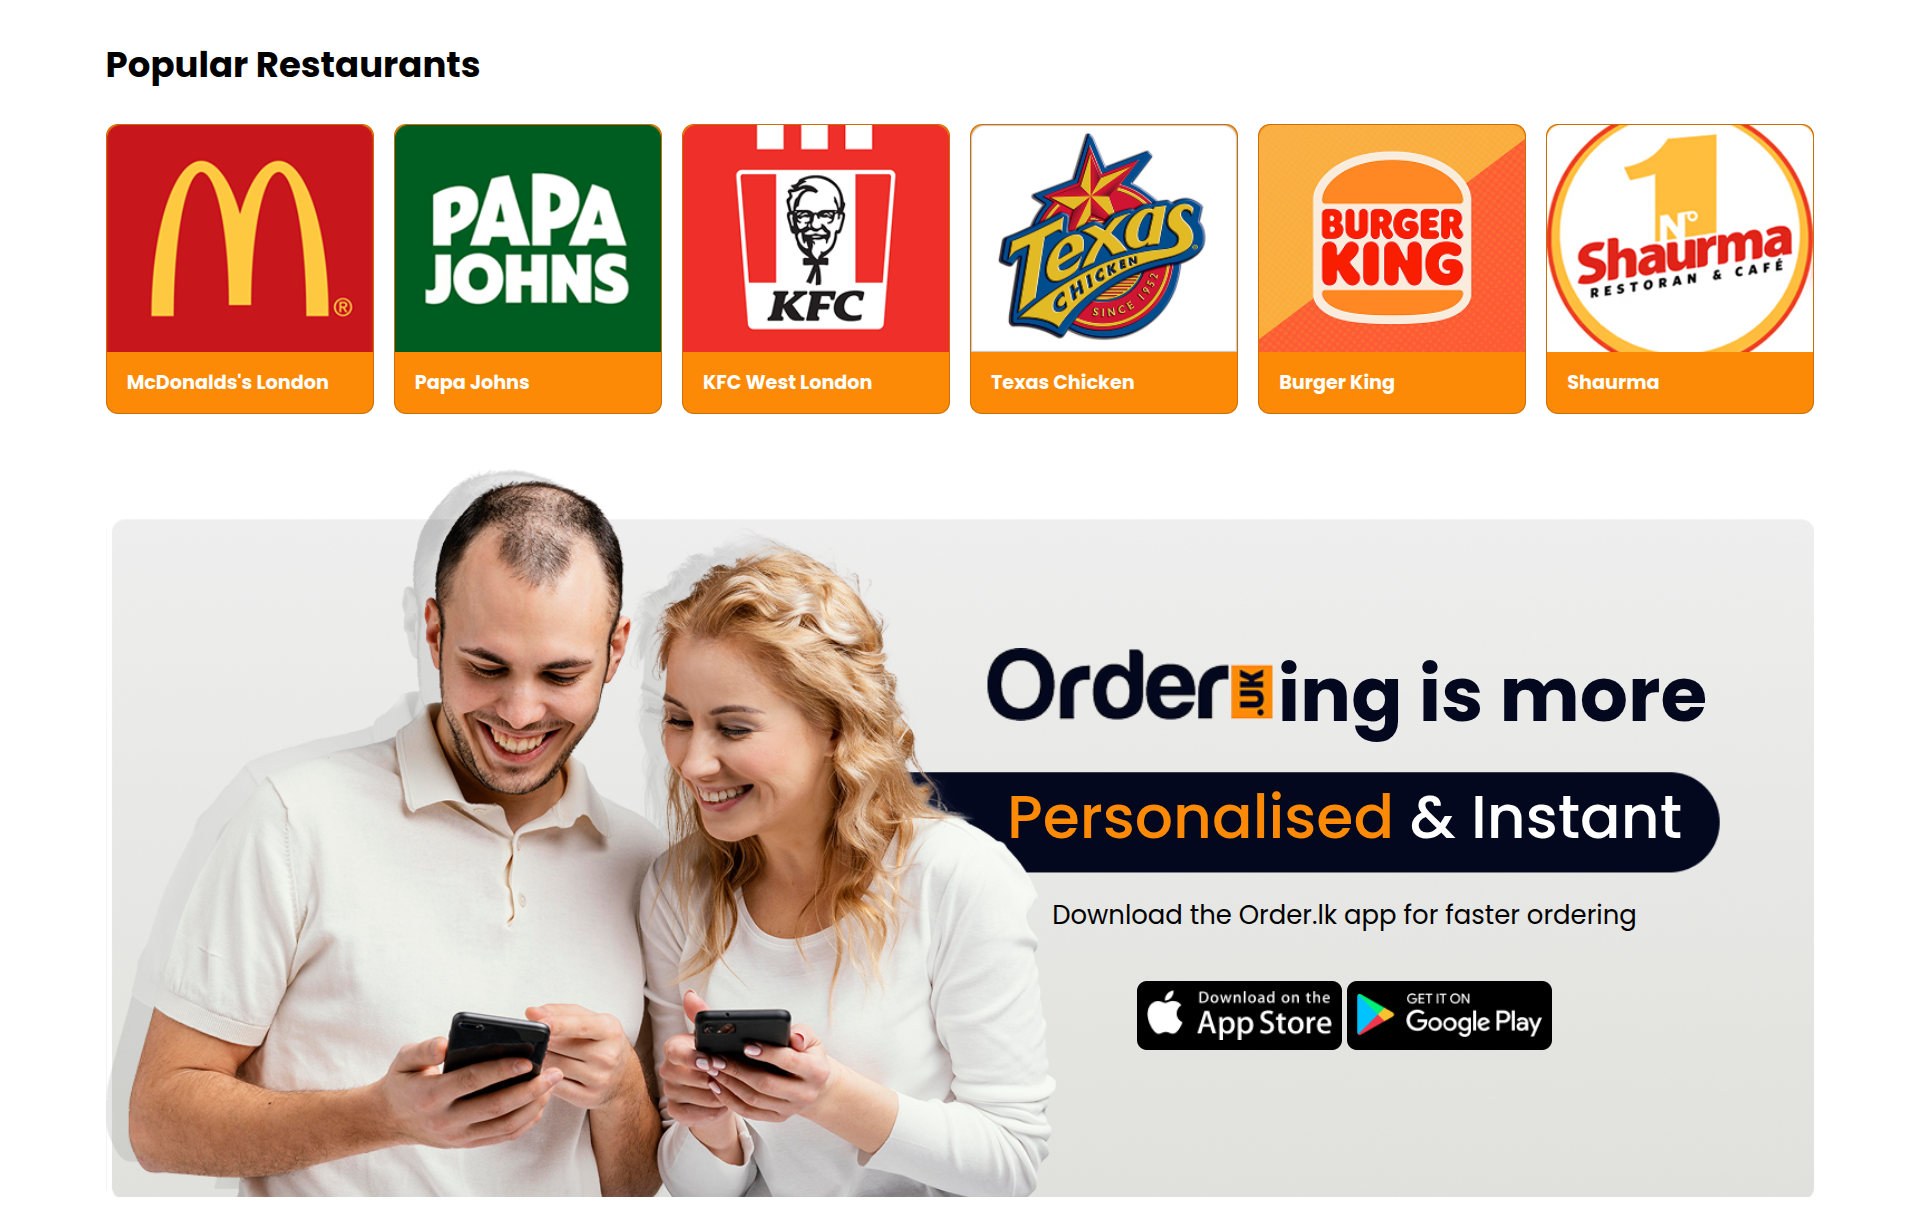 Popular Restaurants
®
PAPA
JOHNS
KFC
Texas
CHICKEN
SINCE 1952
BURGER
KING
1
Nº
Shaurma
RESTORAN & CAFÉ
McDonalds's London
Papa Johns
KFC West London
Texas Chicken
Burger King
Shaurma
Order.UK ing is more
Personalised & Instant
Download the Order.lk app for faster ordering
Download on the
App Store
GET IT ON
Google Play